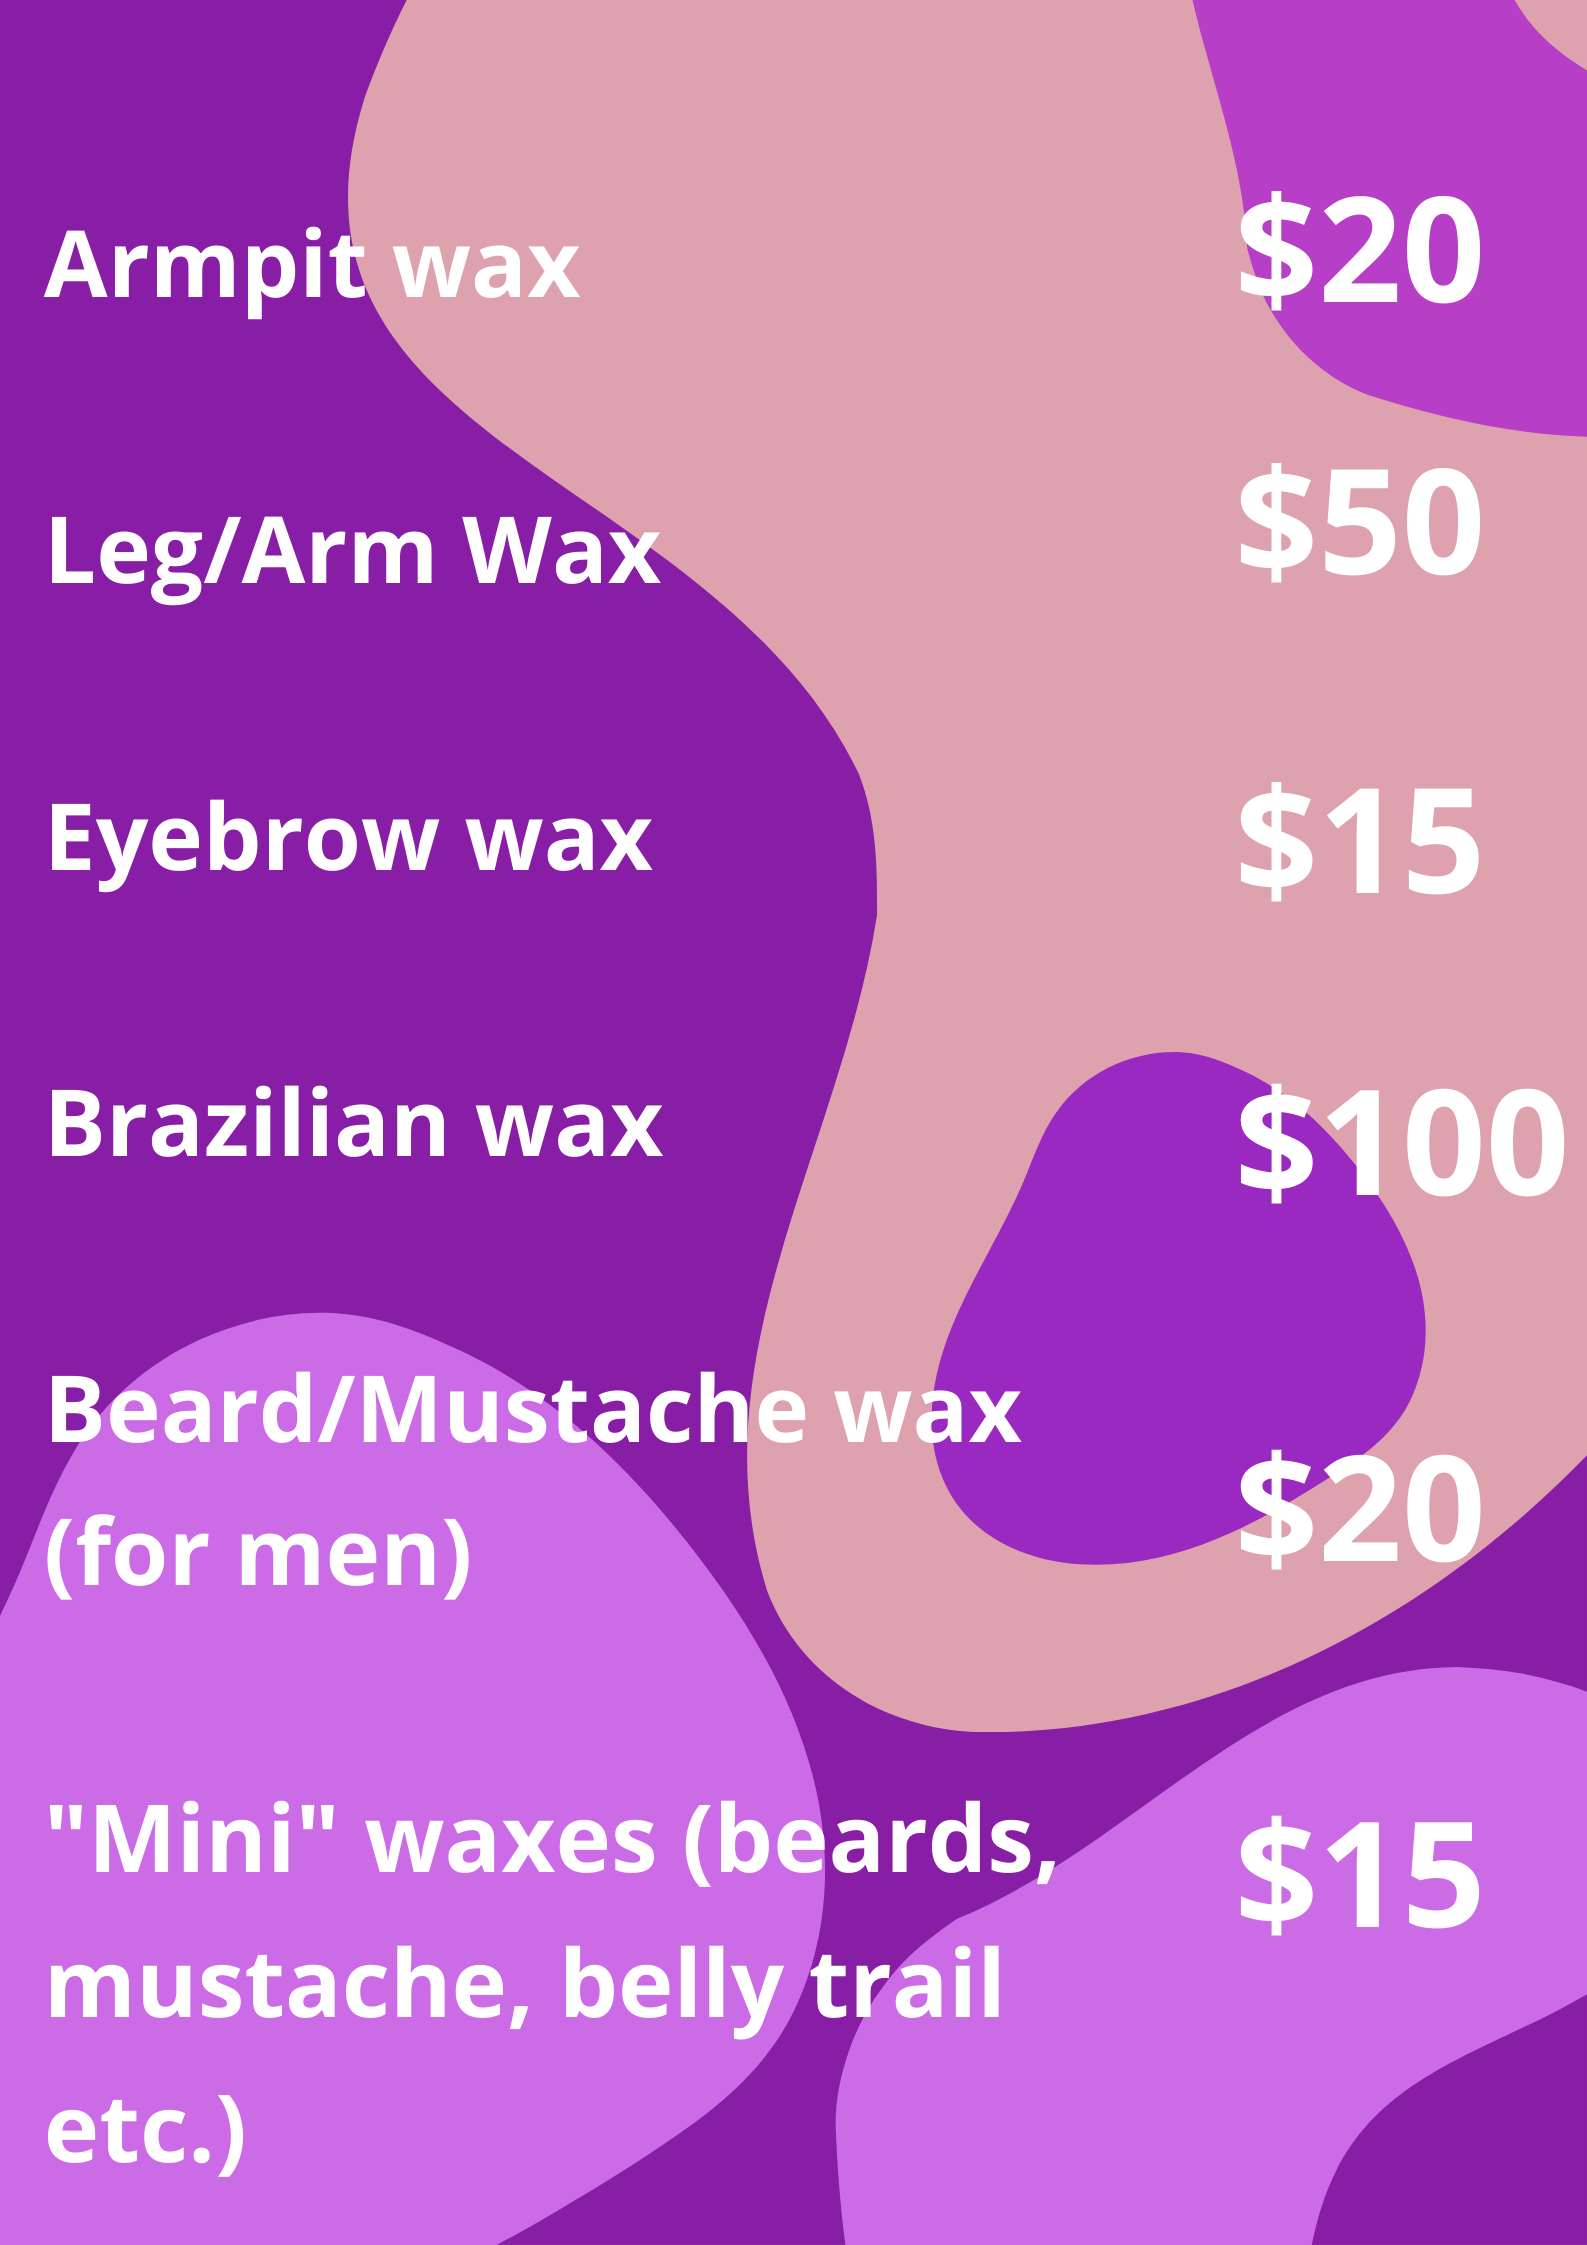 Armpit wax $20
Leg/Arm Wax $50
Eyebrow wax $15
Brazilian wax $100
Beard/Mustache wax
(for men) $20
"Mini" waxes (beards, $15
mustache, belly trail
etc.)